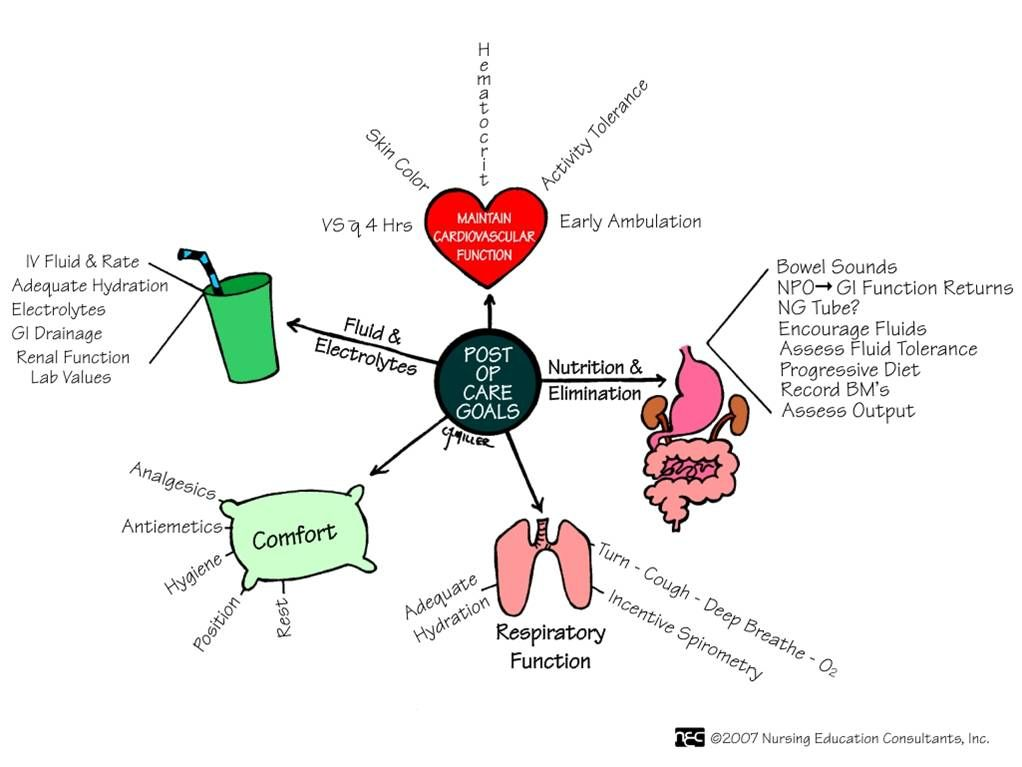 Hematocrit
Skin Color
Activity Tolerance
VS q̄ 4 Hrs
MAINTAIN
CARDIOVASCULAR
FUNCTION
Early Ambulation
IV Fluid & Rate
Adequate Hydration
Electrolytes
GI Drainage
Renal Function
Lab Values
Fluid &
Electrolytes
POST
OP
CARE
GOALS
CJMILLER
Nutrition &
Elimination
Bowel Sounds
NPO→ GI Function Returns
NG Tube?
Encourage Fluids
Assess Fluid Tolerance
Progressive Diet
Record BM's
Assess Output
Analgesics
Antiemetics
Hygiene
Position
Rest
Comfort
Adequate
Hydration
Respiratory
Function
Turn - Cough - Deep Breathe - O₂
Incentive Spirometry
nec ©2007 Nursing Education Consultants, Inc.